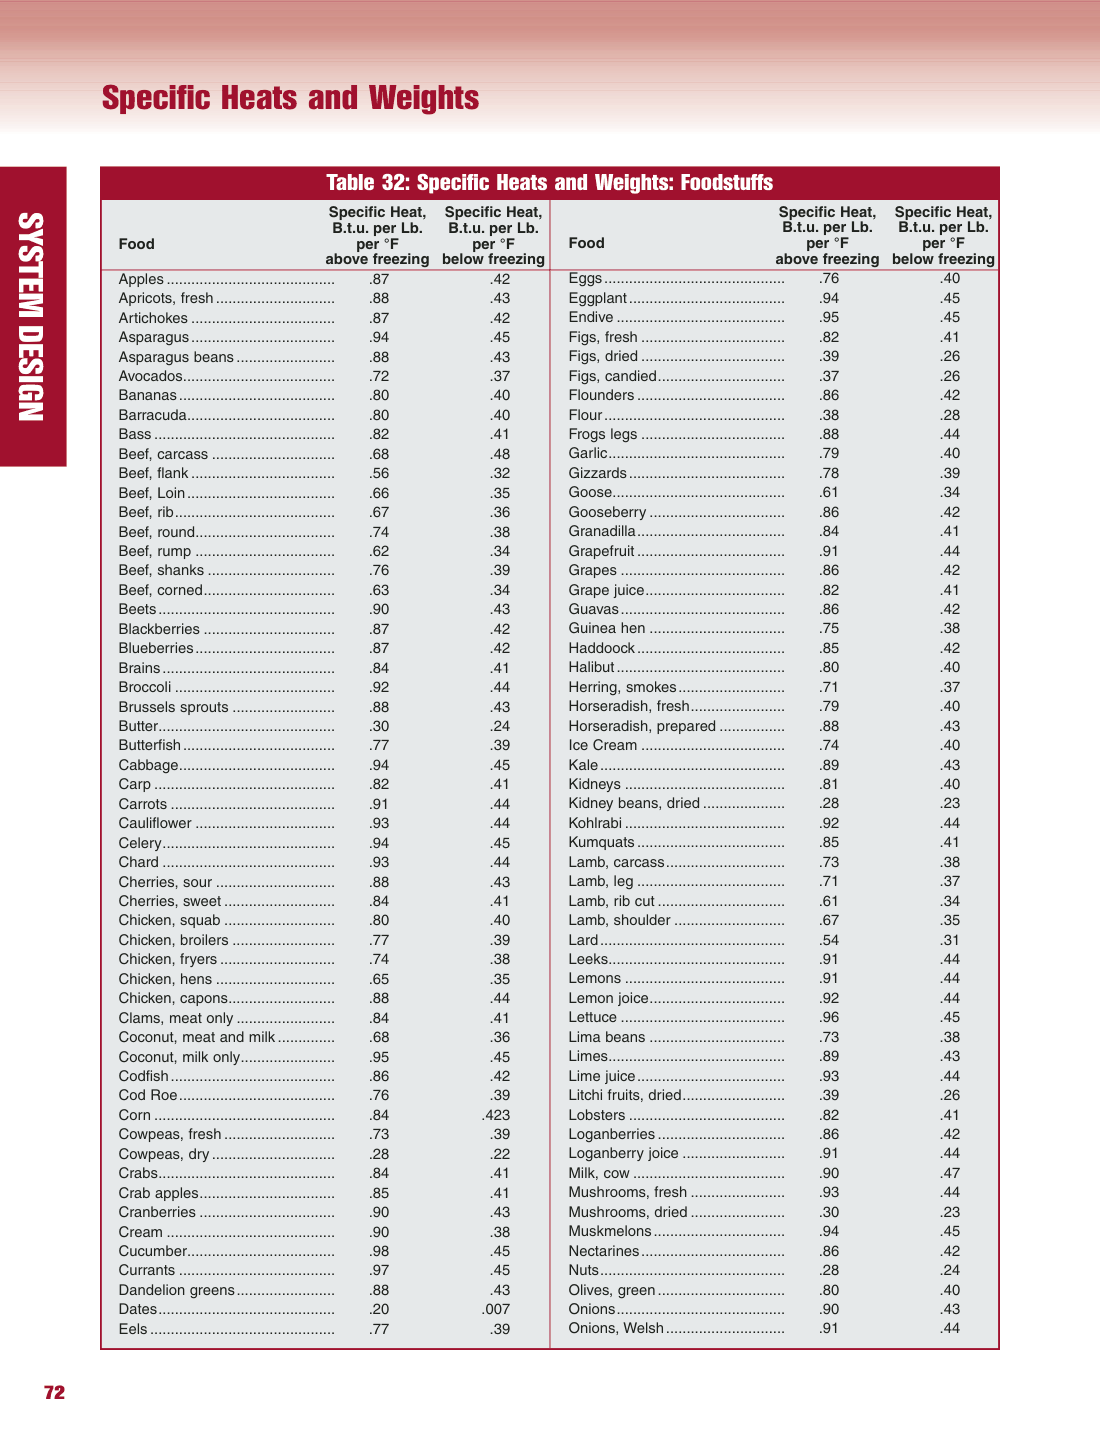 Specific Heats and Weights
SYSTEM DESIGN
Table 32: Specific Heats and Weights: Foodstuffs
Food
Specific Heat,
B.t.u. per Lb.
per °F
above freezing
Specific Heat,
B.t.u. per Lb.
per °F
below freezing
Apples .87 .42
Apricots, fresh .88 .43
Artichokes .87 .42
Asparagus .94 .45
Asparagus beans .88 .43
Avocados .72 .37
Bananas .80 .40
Barracuda .80 .40
Bass .82 .41
Beef, carcass .68 .48
Beef, flank .56 .32
Beef, Loin .66 .35
Beef, rib .67 .36
Beef, round .74 .38
Beef, rump .62 .34
Beef, shanks .76 .39
Beef, corned .63 .34
Beets .90 .43
Blackberries .87 .42
Blueberries .87 .42
Brains .84 .41
Broccoli .92 .44
Brussels sprouts .88 .43
Butter .30 .24
Butterfish .77 .39
Cabbage .94 .45
Carp .82 .41
Carrots .91 .44
Cauliflower .93 .44
Celery .94 .45
Chard .93 .44
Cherries, sour .88 .43
Cherries, sweet .84 .41
Chicken, squab .80 .40
Chicken, broilers .77 .39
Chicken, fryers .74 .38
Chicken, hens .65 .35
Chicken, capons .88 .44
Clams, meat only .84 .41
Coconut, meat and milk .68 .36
Coconut, milk only .95 .45
Codfish .86 .42
Cod Roe .76 .39
Corn .84 .423
Cowpeas, fresh .73 .39
Cowpeas, dry .28 .22
Crabs .84 .41
Crab apples .85 .41
Cranberries .90 .43
Cream .90 .38
Cucumber .98 .45
Currants .97 .45
Dandelion greens .88 .43
Dates .20 .007
Eels .77 .39
Food
Specific Heat,
B.t.u. per Lb.
per °F
above freezing
Specific Heat,
B.t.u. per Lb.
per °F
below freezing
Eggs .76 .40
Eggplant .94 .45
Endive .95 .45
Figs, fresh .82 .41
Figs, dried .39 .26
Figs, candied .37 .26
Flounders .86 .42
Flour .38 .28
Frogs legs .88 .44
Garlic .79 .40
Gizzards .78 .39
Goose .61 .34
Gooseberry .86 .42
Granadilla .84 .41
Grapefruit .91 .44
Grapes .86 .42
Grape juice .82 .41
Guavas .86 .42
Guinea hen .75 .38
Haddoock .85 .42
Halibut .80 .40
Herring, smokes .71 .37
Horseradish, fresh .79 .40
Horseradish, prepared .88 .43
Ice Cream .74 .40
Kale .89 .43
Kidneys .81 .40
Kidney beans, dried .28 .23
Kohlrabi .92 .44
Kumquats .85 .41
Lamb, carcass .73 .38
Lamb, leg .71 .37
Lamb, rib cut .61 .34
Lamb, shoulder .67 .35
Lard .54 .31
Leeks .91 .44
Lemons .91 .44
Lemon joice .92 .44
Lettuce .96 .45
Lima beans .73 .38
Limes .89 .43
Lime juice .93 .44
Litchi fruits, dried .39 .26
Lobsters .82 .41
Loganberries .86 .42
Loganberry joice .91 .44
Milk, cow .90 .47
Mushrooms, fresh .93 .44
Mushrooms, dried .30 .23
Muskmelons .94 .45
Nectarines .86 .42
Nuts .28 .24
Olives, green .80 .40
Onions .90 .43
Onions, Welsh .91 .44
72